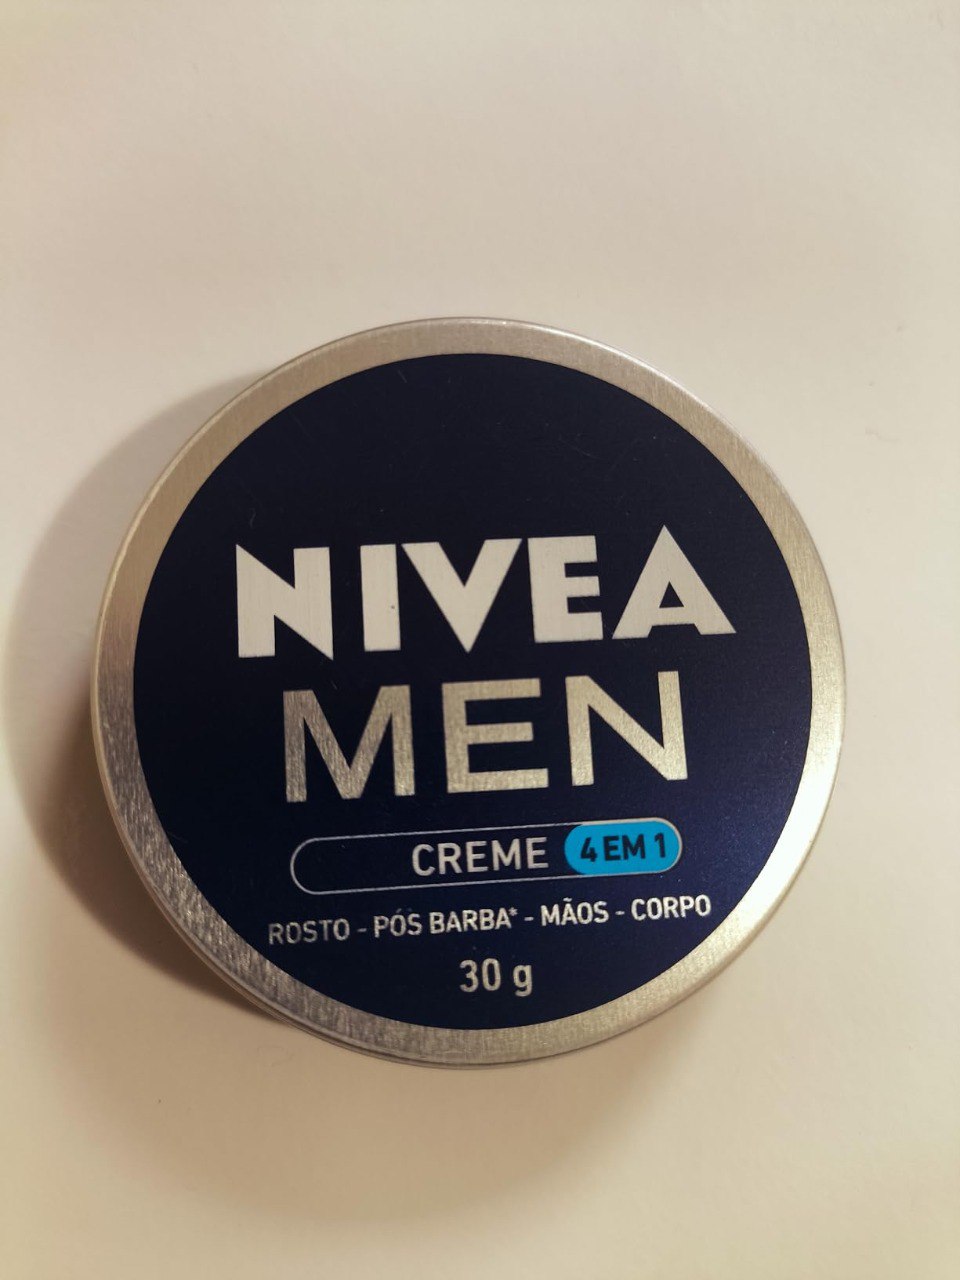 NIVEA
MEN
CREME 4 EM 1
ROSTO - PÓS BARBA* - MÃOS - CORPO
30 g